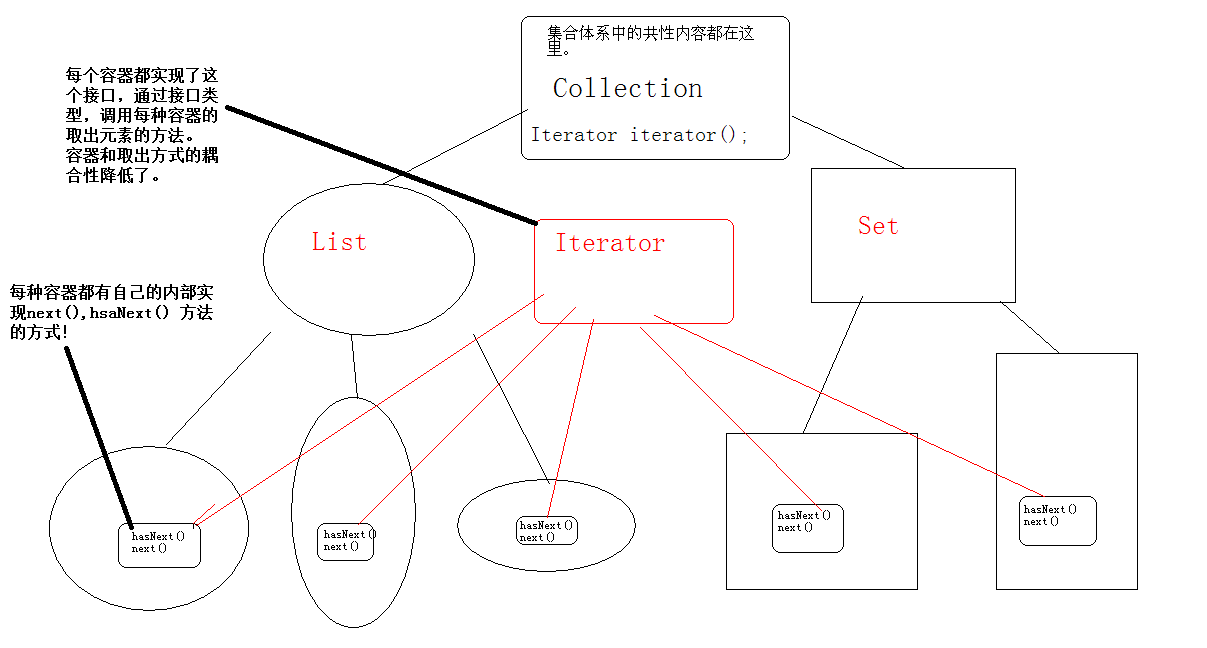 集合体系中的共性内容都在这
里。
Collection
Iterator iterator();
每个容器都实现了这
个接口，通过接口类
型，调用每种容器的
取出元素的方法。
容器和取出方式的耦
合性降低了。
List
Iterator
Set
每种容器都有自己的内部实
现next(),hsaNext() 方法
的方式！
hasNext()
next()
hasNext()
next()
hasNext()
next()
hasNext()
next()
hasNext()
next()